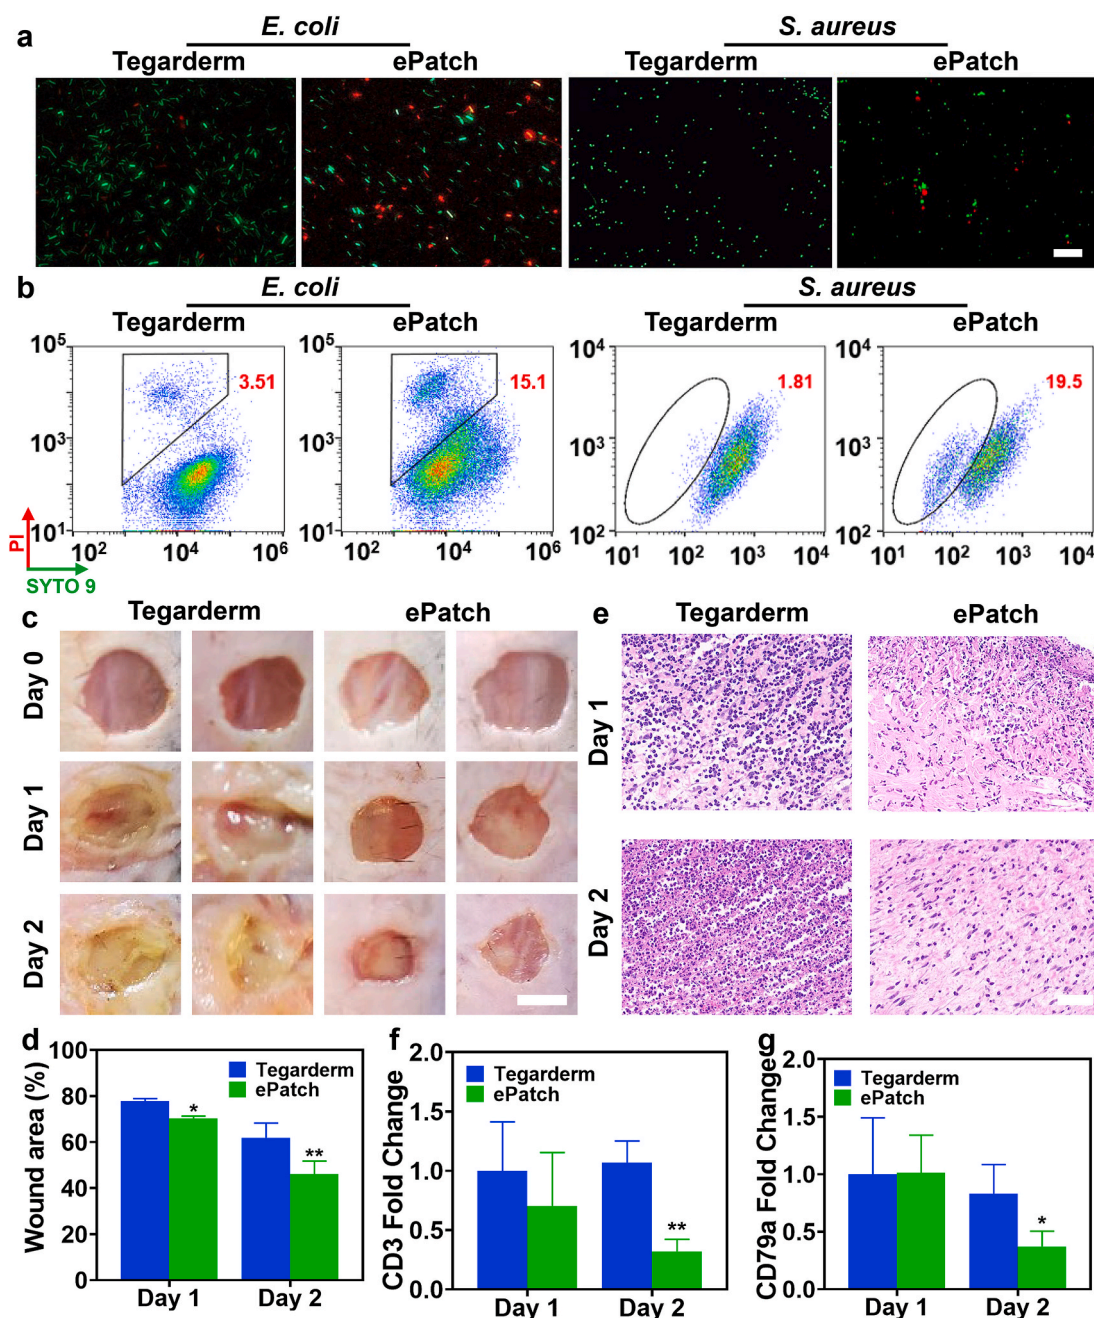 a
E. coli
S. aureus
Tegarderm
ePatch
Tegarderm
ePatch
b
E. coli
S. aureus
Tegarderm
ePatch
Tegarderm
ePatch
10^5
10^3
10^1
3.51
10^2
10^4
10^6
10^5
10^3
10^1
15.1
10^2
10^4
10^6
10^4
10^3
10^2
1.81
10^1
10^2
10^3
10^4
10^4
10^3
10^2
19.5
10^1
10^2
10^3
10^4
PI
SYTO 9
c
Tegarderm
ePatch
Day 0
Day 1
Day 2
e
Tegarderm
ePatch
Day 1
Day 2
d
Wound area (%)
100
80
60
40
20
0
Tegarderm
ePatch
*
**
Day 1
Day 2
f
CD3 Fold Change
2.0
1.5
1.0
0.5
0.0
Tegarderm
ePatch
**
Day 1
Day 2
g
CD79a Fold Change
2.0
1.5
1.0
0.5
0.0
Tegarderm
ePatch
*
Day 1
Day 2